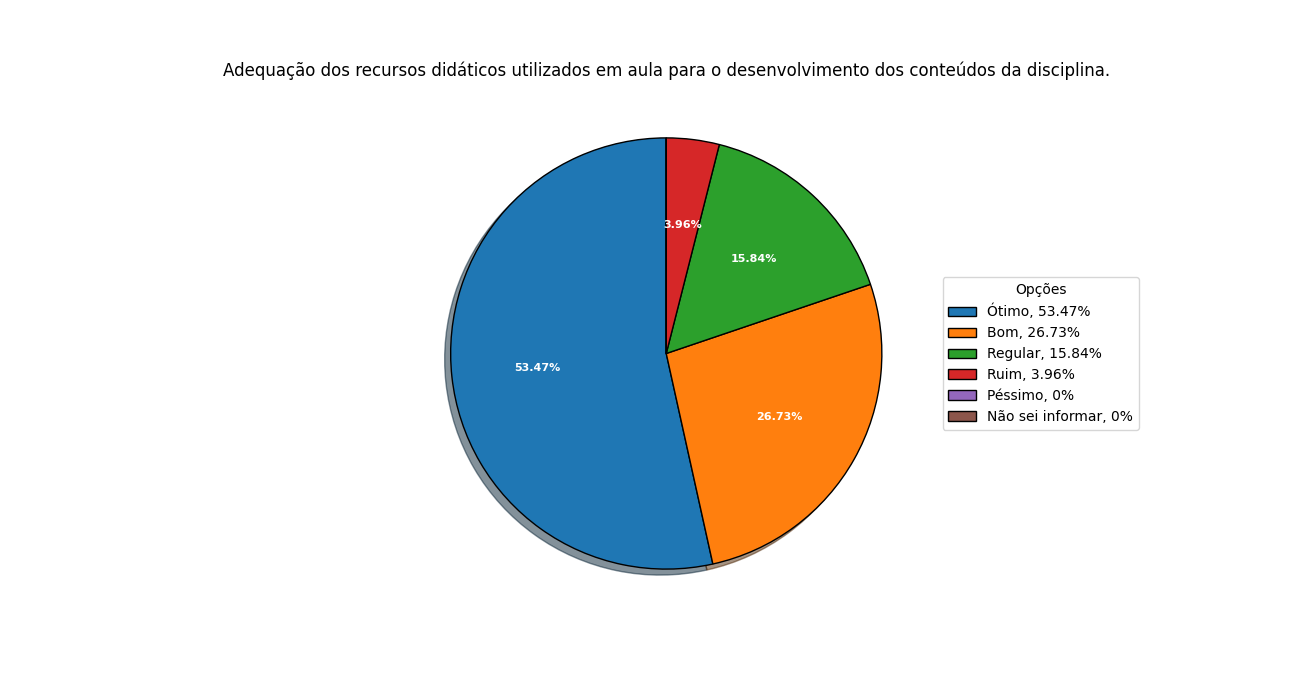 Adequação dos recursos didáticos utilizados em aula para o desenvolvimento dos conteúdos da disciplina.
3.96%
15.84%
53.47%
26.73%
Opções
Ótimo, 53.47%
Bom, 26.73%
Regular, 15.84%
Ruim, 3.96%
Péssimo, 0%
Não sei informar, 0%